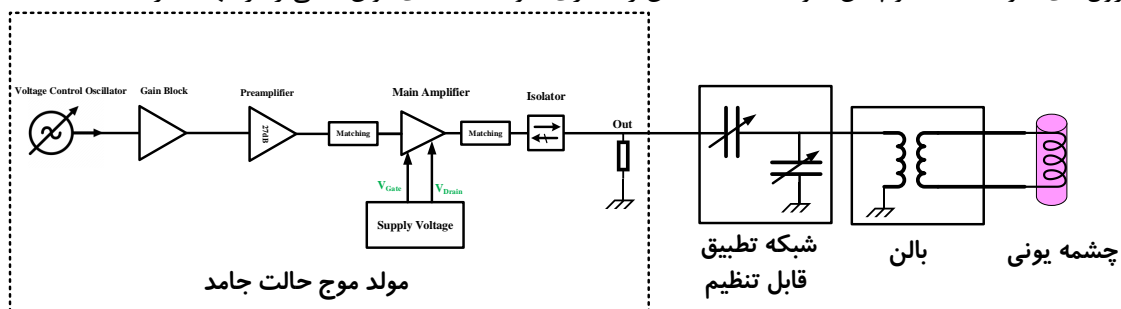 Voltage Control Oscillator
Gain Block
Preamplifier
27dB
Matching
Main Amplifier
Matching
Isolator
Out
VGate
VDrain
Supply Voltage
مولد موج حالت جامد
شبکه تطبیق
قابل تنظیم
بالن
چشمه یونی